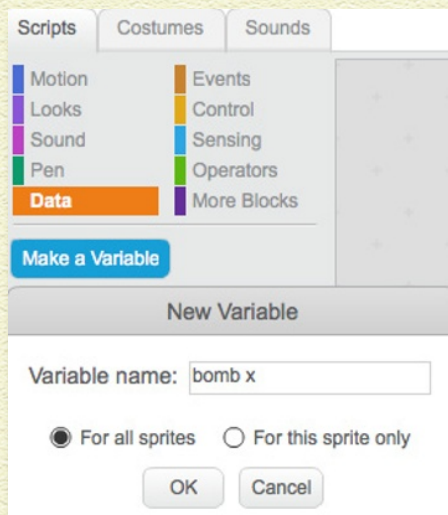 Scripts Costumes Sounds
Motion Events
Looks Control
Sound Sensing
Pen Operators
Data More Blocks
Make a Variable
New Variable
Variable name: bomb x
For all sprites For this sprite only
OK Cancel